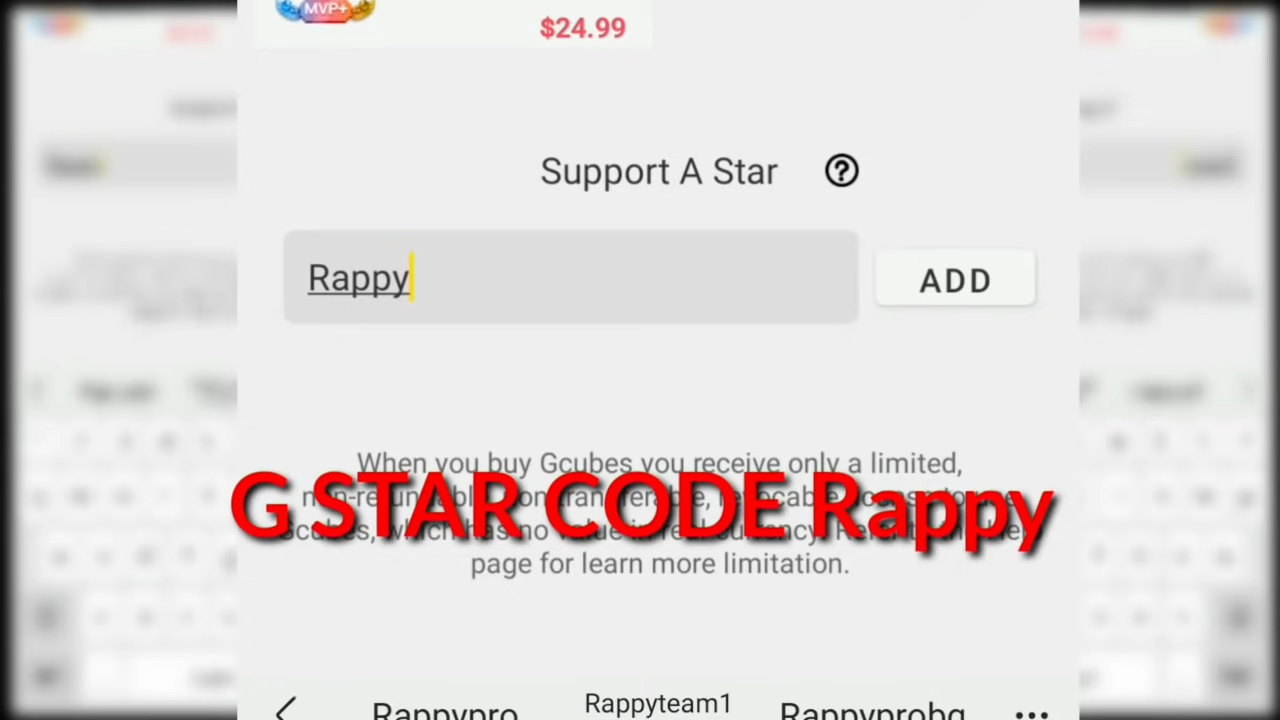 MVP+
$24.99
Support A Star
Rappy
ADD
When you buy Gcubes you receive only a limited,
G STAR CODE Rappy
page for learn more limitation.
Rappypro
Rappyteam1
Rappyprobg